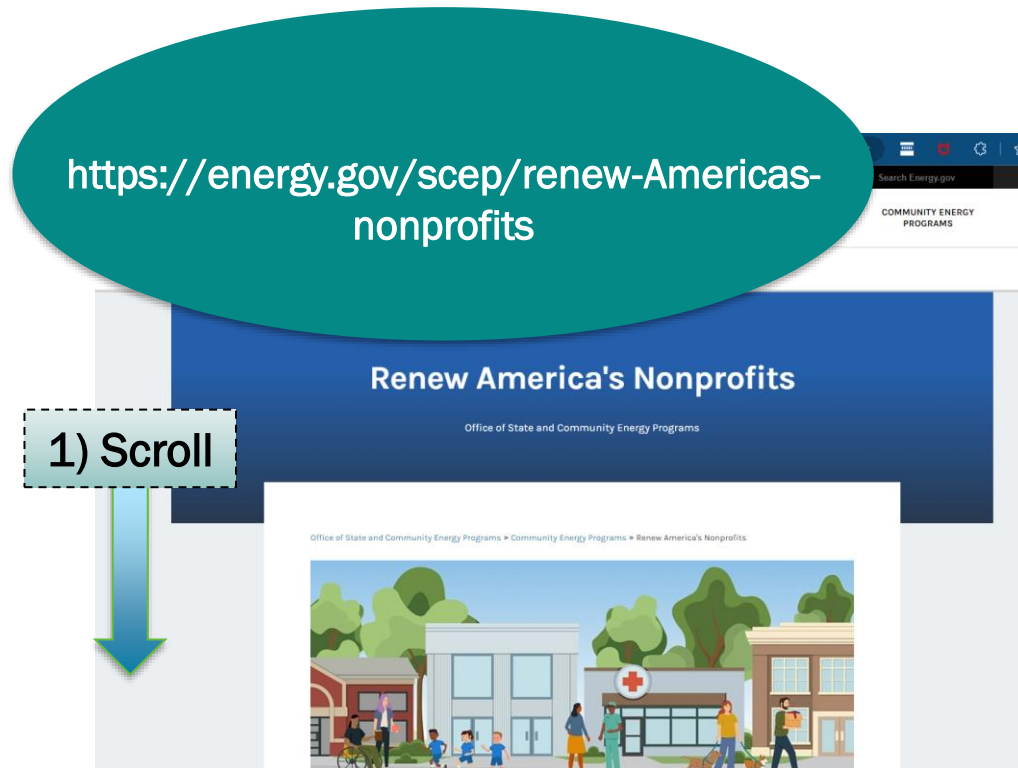 https://energy.gov/scep/renew-Americas-
nonprofits
Search Energy.gov
COMMUNITY ENERGY
PROGRAMS
Renew America's Nonprofits
Office of State and Community Energy Programs
1) Scroll
Office of State and Community Energy Programs » Community Energy Programs » Renew America's Nonprofits